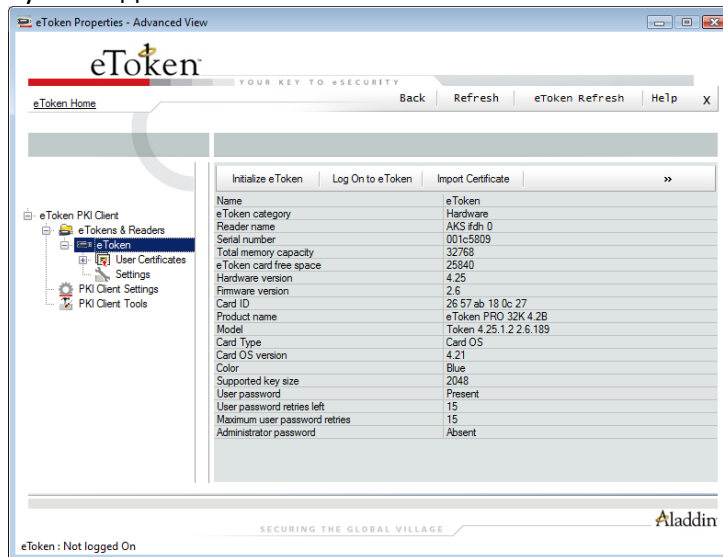 eToken Properties - Advanced View
eToken
YOUR KEY TO eSECURITY
eToken Home
Back Refresh eToken Refresh Help X
Initialize eToken Log On to eToken Import Certificate »
eToken PKI Client
eTokens & Readers
eToken
User Certificates
Settings
PKI Client Settings
PKI Client Tools
Name eToken
eToken category Hardware
Reader name AKS ifdh 0
Serial number 001c5809
Total memory capacity 32768
eToken card free space 25840
Hardware version 4.25
Firmware version 2.6
Card ID 26 57 ab 18 0c 27
Product name eToken PRO 32K 4.2B
Model Token 4.25.1.2 2.6.189
Card Type Card OS
Card OS version 4.21
Color Blue
Supported key size 2048
User password Present
User password retries left 15
Maximum user password retries 15
Administrator password Absent
SECURING THE GLOBAL VILLAGE
Aladdin
eToken : Not logged On